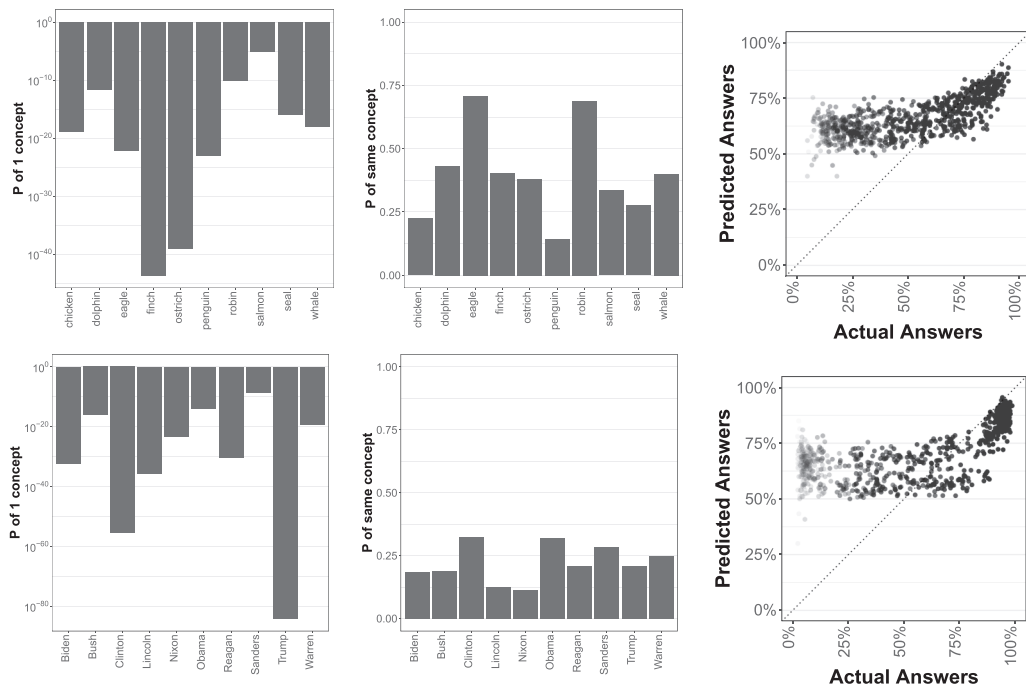 P of 1 concept
10⁰
10⁻¹⁰
10⁻²⁰
10⁻³⁰
10⁻⁴⁰
chicken
dolphin
eagle
finch
ostrich
penguin
robin
salmon
seal
whale
P of same concept
1.00
0.75
0.50
0.25
0.00
chicken
dolphin
eagle
finch
ostrich
penguin
robin
salmon
seal
whale
Predicted Answers
100%
75%
50%
25%
0%
0%
25%
50%
75%
100%
Actual Answers
P of 1 concept
10⁰
10⁻²⁰
10⁻⁴⁰
10⁻⁶⁰
10⁻⁸⁰
Biden
Bush
Clinton
Lincoln
Nixon
Obama
Reagan
Sanders
Trump
Warren
P of same concept
1.00
0.75
0.50
0.25
0.00
Biden
Bush
Clinton
Lincoln
Nixon
Obama
Reagan
Sanders
Trump
Warren
Predicted Answers
100%
75%
50%
25%
0%
0%
25%
50%
75%
100%
Actual Answers